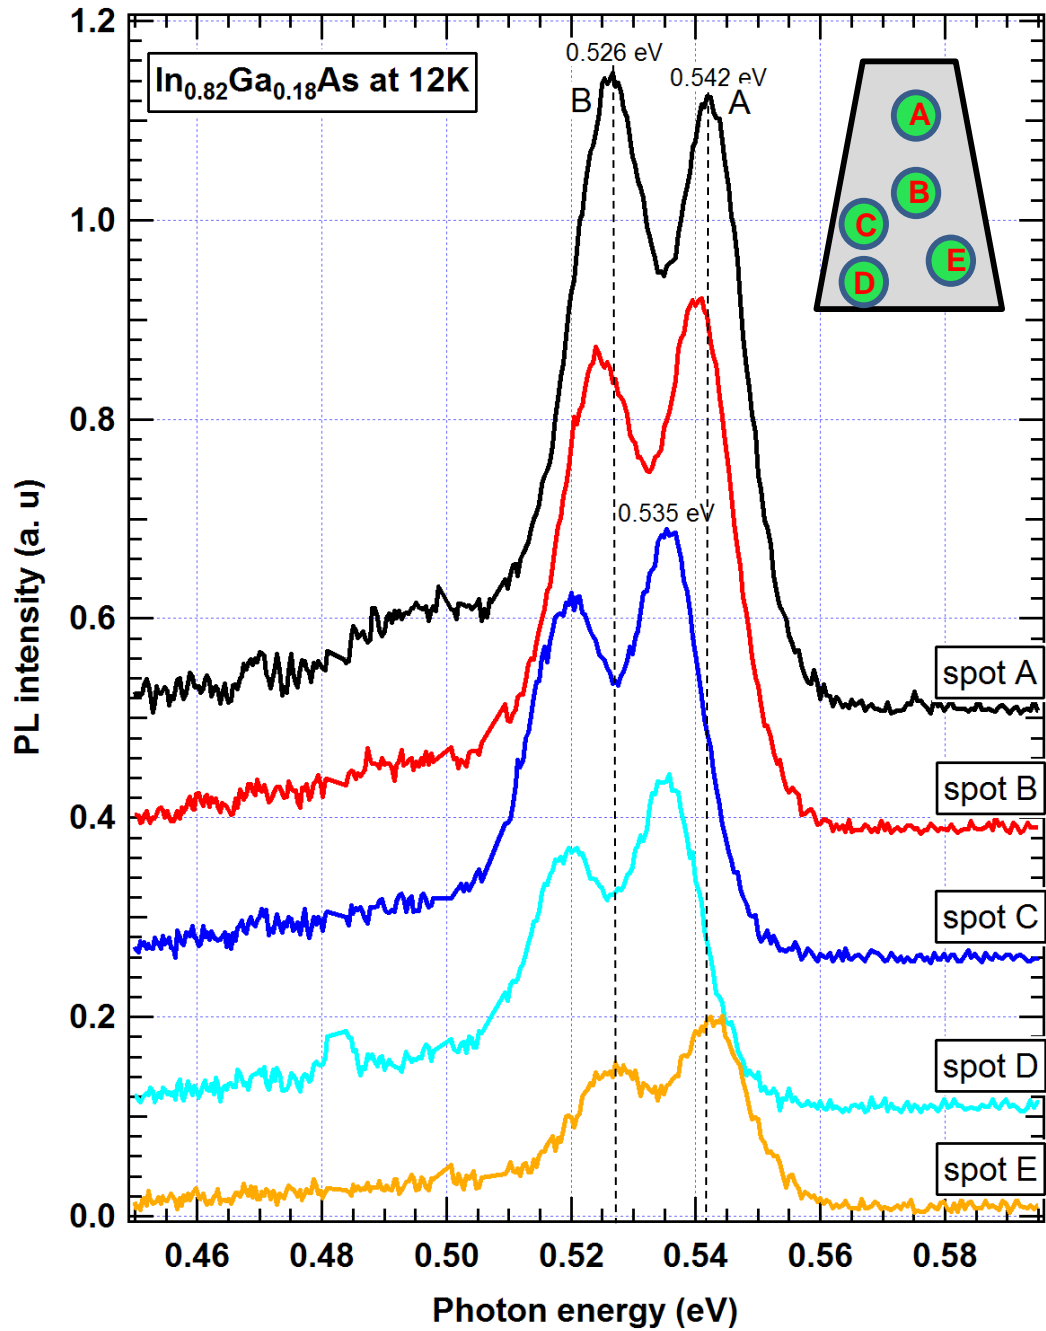 1.2
0.526 eV
In0.82Ga0.18As at 12K
0.542 eV
B
A
A
B
C
E
D
1.0
0.8
0.535 eV
0.6
spot A
PL intensity (a. u)
spot B
0.4
spot C
0.2
spot D
spot E
0.0
0.46 0.48 0.50 0.52 0.54 0.56 0.58
Photon energy (eV)